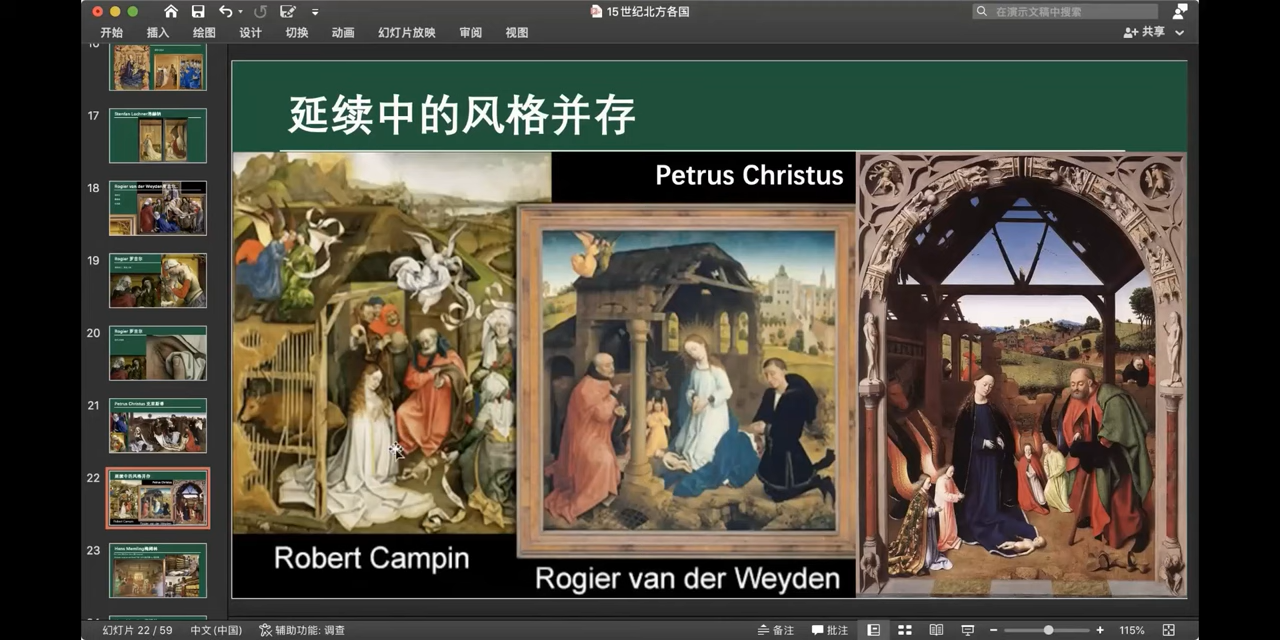 15世纪北方各国
在演示文稿中搜索
开始 插入 绘图 设计 切换 动画 幻灯片放映 审阅 视图 共享
17
18
19
20
21
22
23
Petrus Christus
延续中的风格并存
Petrus Christus
Robert Campin
Rogier van der Weyden
幻灯片 22 / 59 中文(中国) 辅助功能: 调查 备注 批注 115%